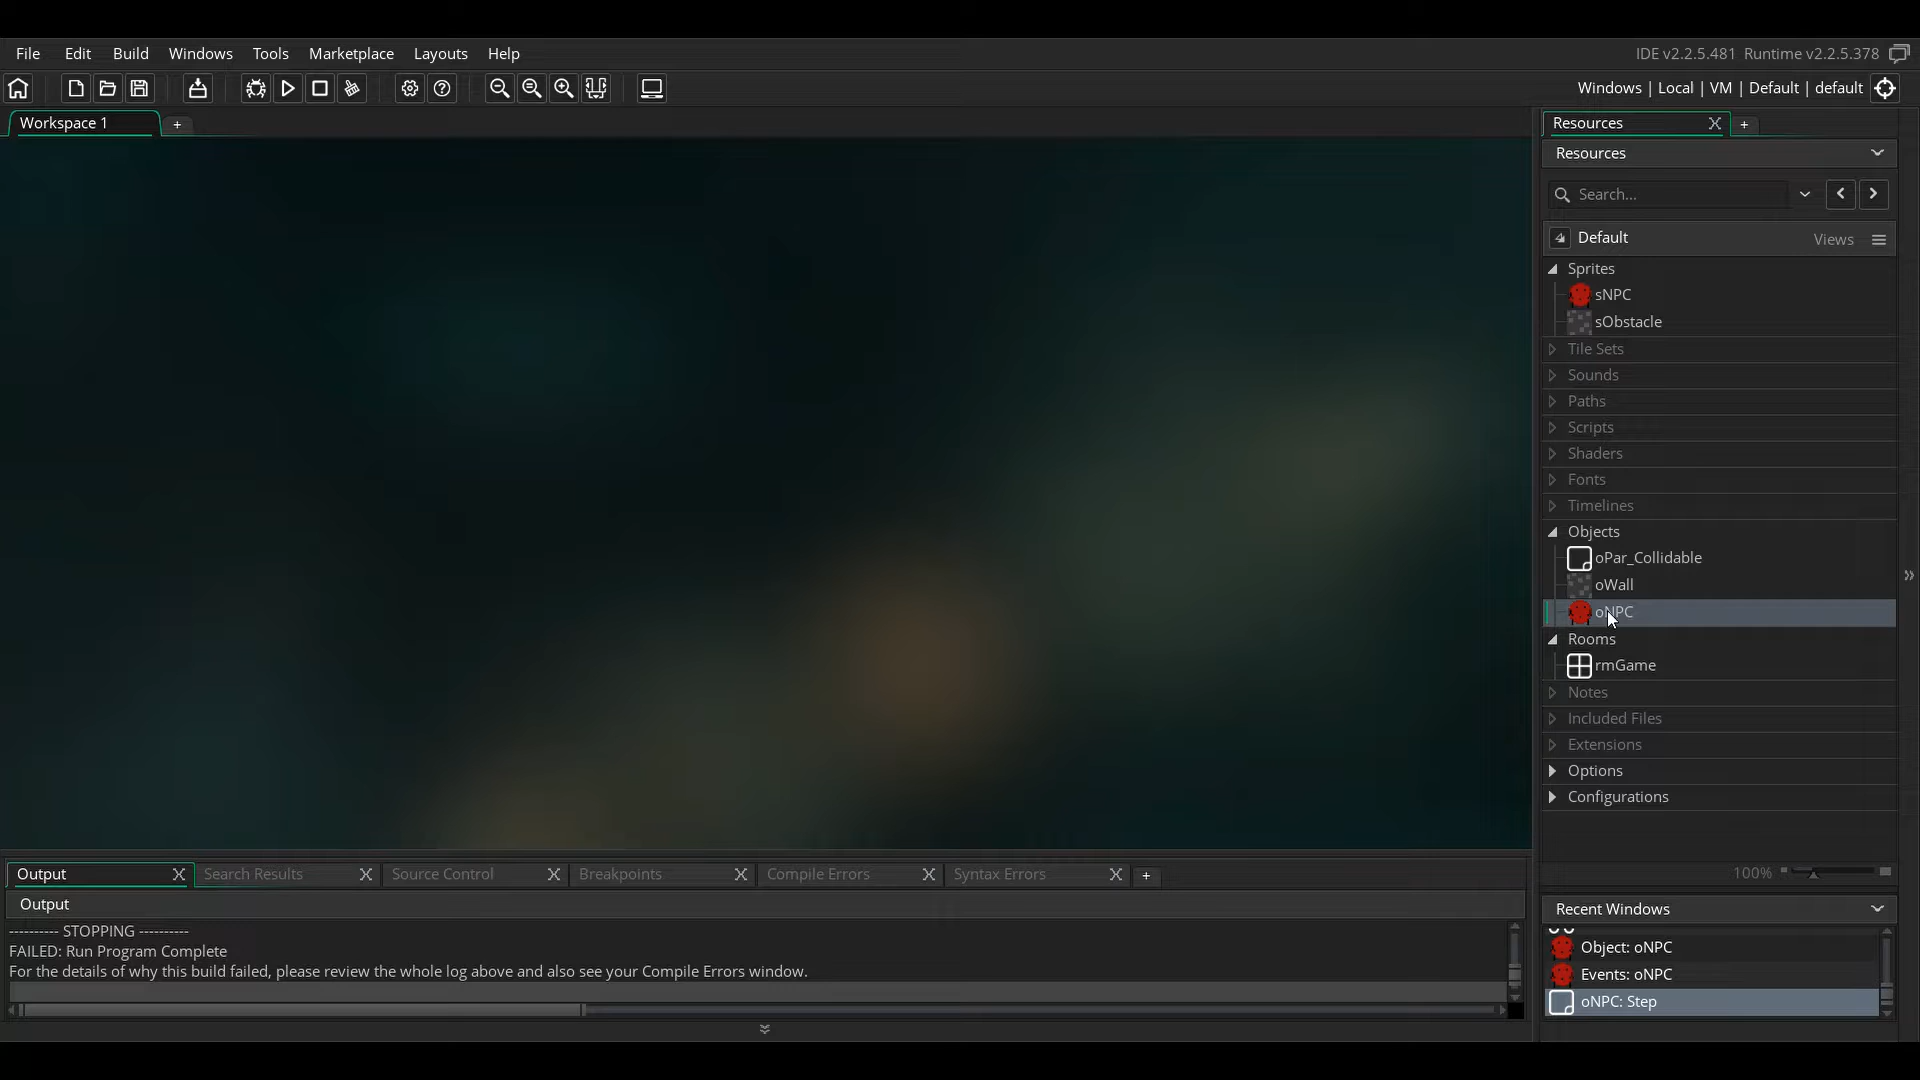 File Edit Build Windows Tools Marketplace Layouts Help IDE v2.2.5.481 Runtime v2.2.5.378
Windows | Local | VM | Default | default
Workspace 1 +
Resources X +
Resources
Search...
Default Views
Sprites
sNPC
sObstacle
Tile Sets
Sounds
Paths
Scripts
Shaders
Fonts
Timelines
Objects
oPar_Collidable
oWall
oNPC
Rooms
rmGame
Notes
Included Files
Extensions
Options
Configurations
100%
Output X Search Results X Source Control X Breakpoints X Compile Errors X Syntax Errors X +
Output
---------- STOPPING ----------
FAILED: Run Program Complete
For the details of why this build failed, please review the whole log above and also see your Compile Errors window.
Recent Windows
Object: oNPC
Events: oNPC
oNPC: Step